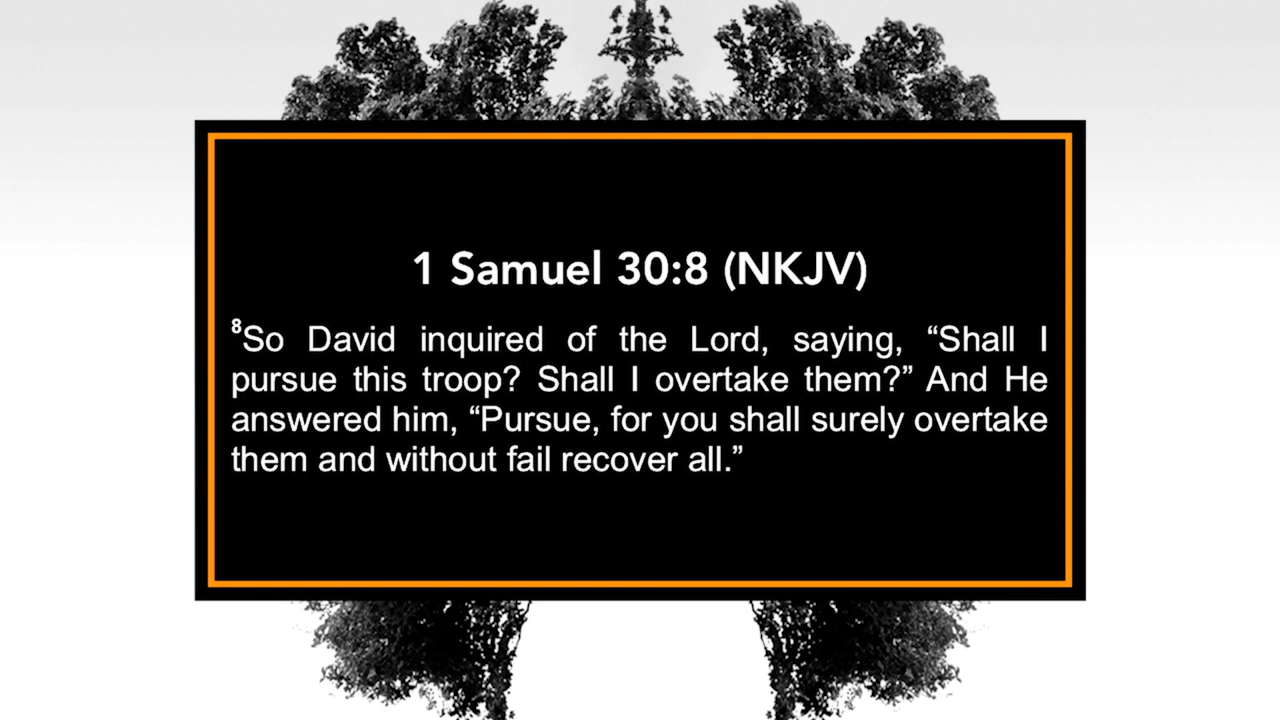 1 Samuel 30:8 (NKJV)
⁸So David inquired of the Lord, saying, “Shall I
pursue this troop? Shall I overtake them?” And He
answered him, “Pursue, for you shall surely overtake
them and without fail recover all.”